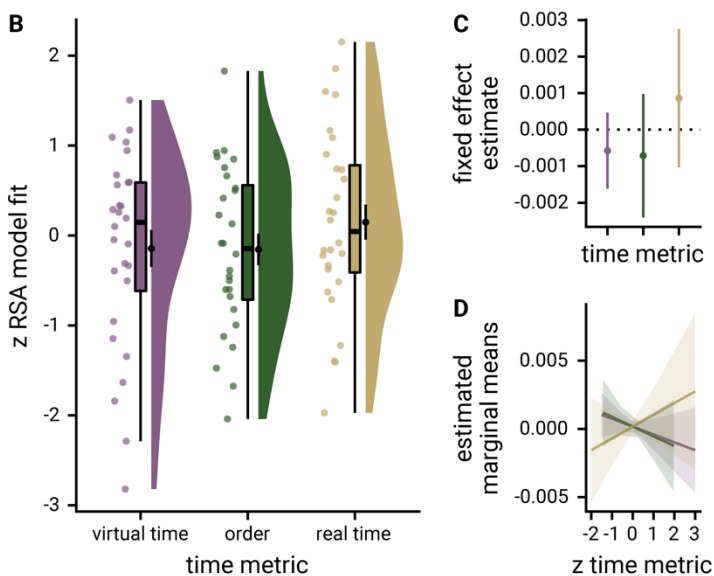 B
z RSA model fit
2
1
0
-1
-2
-3
virtual time
order
real time
time metric
C
fixed effect
estimate
0.003
0.002
0.001
0.000
-0.001
-0.002
time metric
D
estimated
marginal means
0.005
0.000
-0.005
-2 -1 0 1 2 3
z time metric